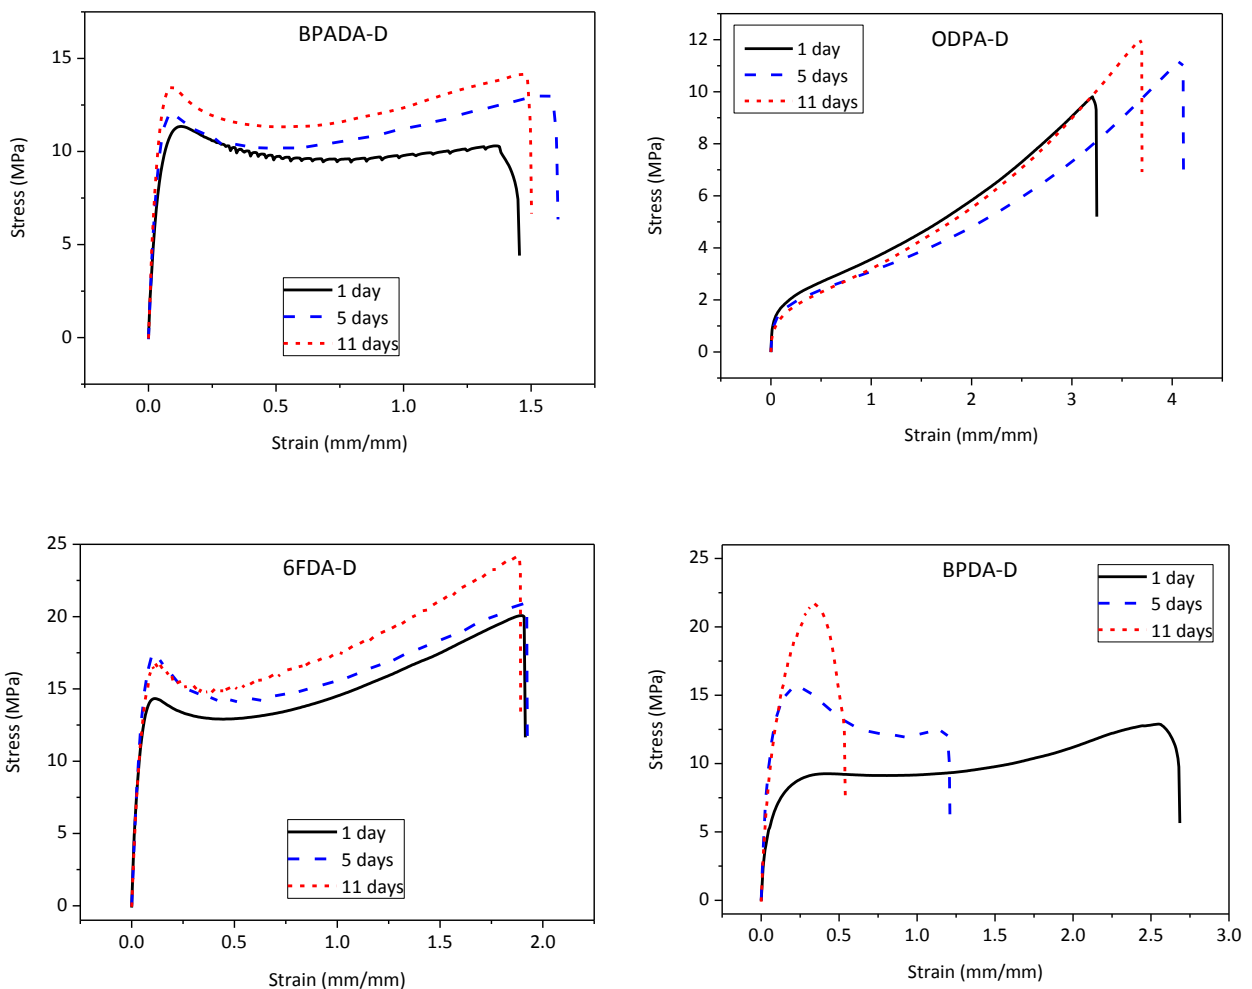 BPADA-D
15
10
5
0
Stress (MPa)
1 day
5 days
11 days
0.0
0.5
1.0
1.5
Strain (mm/mm)
ODPA-D
12
10
8
6
4
2
0
Stress (MPa)
1 day
5 days
11 days
0
1
2
3
4
Strain (mm/mm)
6FDA-D
25
20
15
10
5
0
Stress (MPa)
1 day
5 days
11 days
0.0
0.5
1.0
1.5
2.0
Strain (mm/mm)
BPDA-D
25
20
15
10
5
0
Stress (MPa)
1 day
5 days
11 days
0.0
0.5
1.0
1.5
2.0
2.5
3.0
Strain (mm/mm)